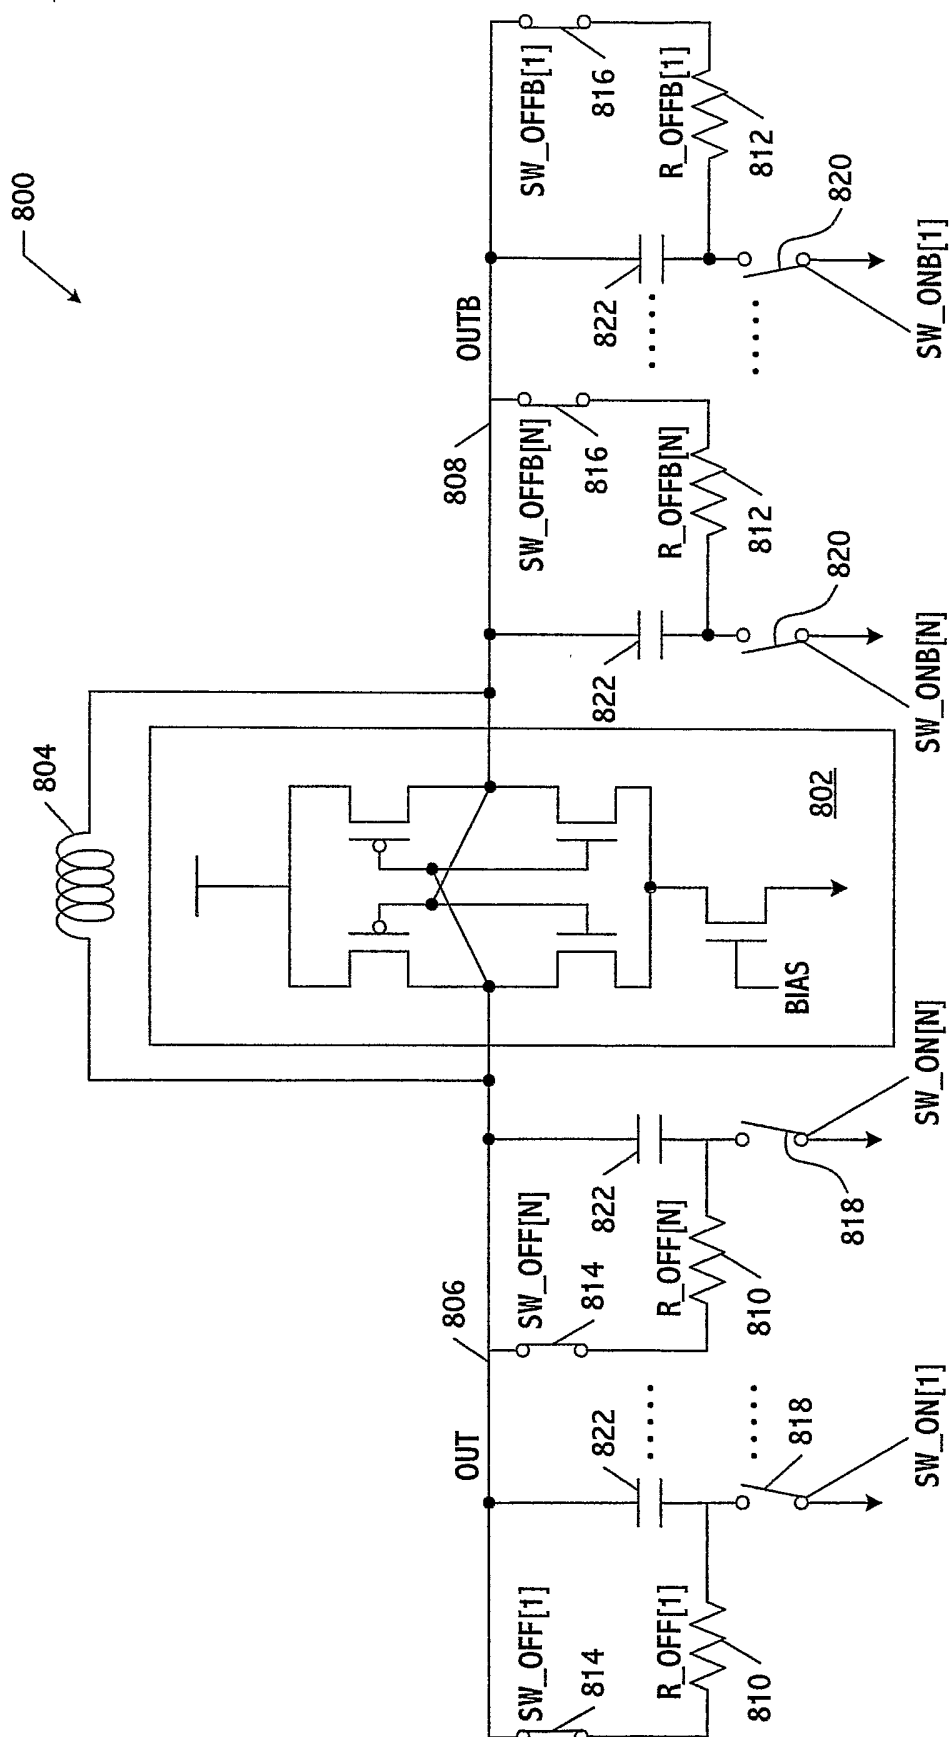 800
804
802
BIAS
OUT
806
OUTB
808
SW_OFF[1]
814
R_OFF[1]
810
822
.....
.....
818
SW_ON[1]
SW_OFF[N]
814
R_OFF[N]
810
822
818
SW_ON[N]
822
SW_OFFB[N]
816
R_OFFB[N]
812
820
SW_ONB[N]
822
.....
.....
SW_OFFB[1]
816
R_OFFB[1]
812
820
SW_ONB[1]